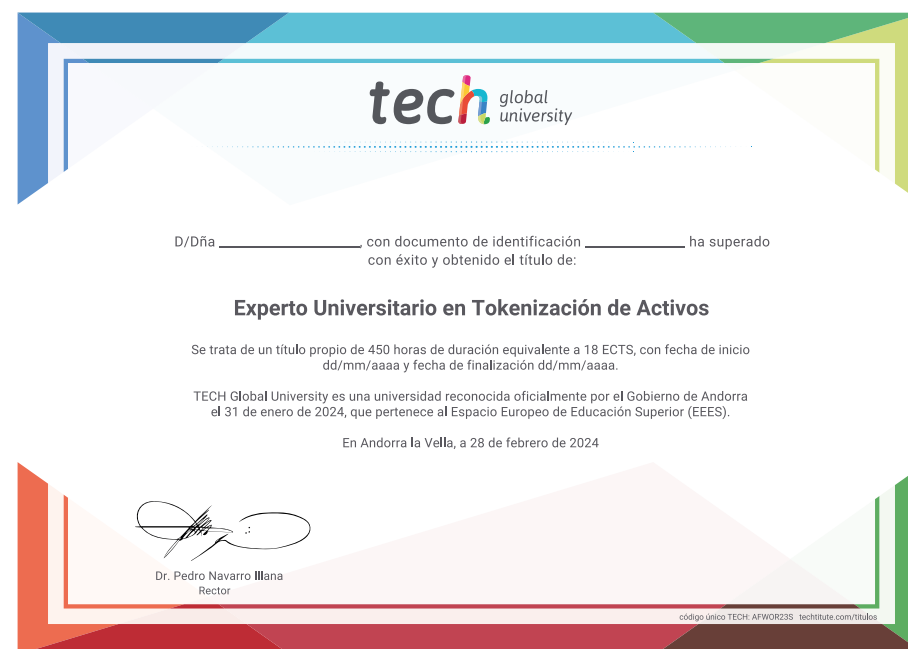 tech global university
D/Dña ____________________, con documento de identificación ______________ ha superado
con éxito y obtenido el título de:
Experto Universitario en Tokenización de Activos
Se trata de un título propio de 450 horas de duración equivalente a 18 ECTS, con fecha de inicio
dd/mm/aaaa y fecha de finalización dd/mm/aaaa.
TECH Global University es una universidad reconocida oficialmente por el Gobierno de Andorra
el 31 de enero de 2024, que pertenece al Espacio Europeo de Educación Superior (EEES).
En Andorra la Vella, a 28 de febrero de 2024
Dr. Pedro Navarro Illana
Rector
código único TECH: AFWOR23S techtitute.com/titulos